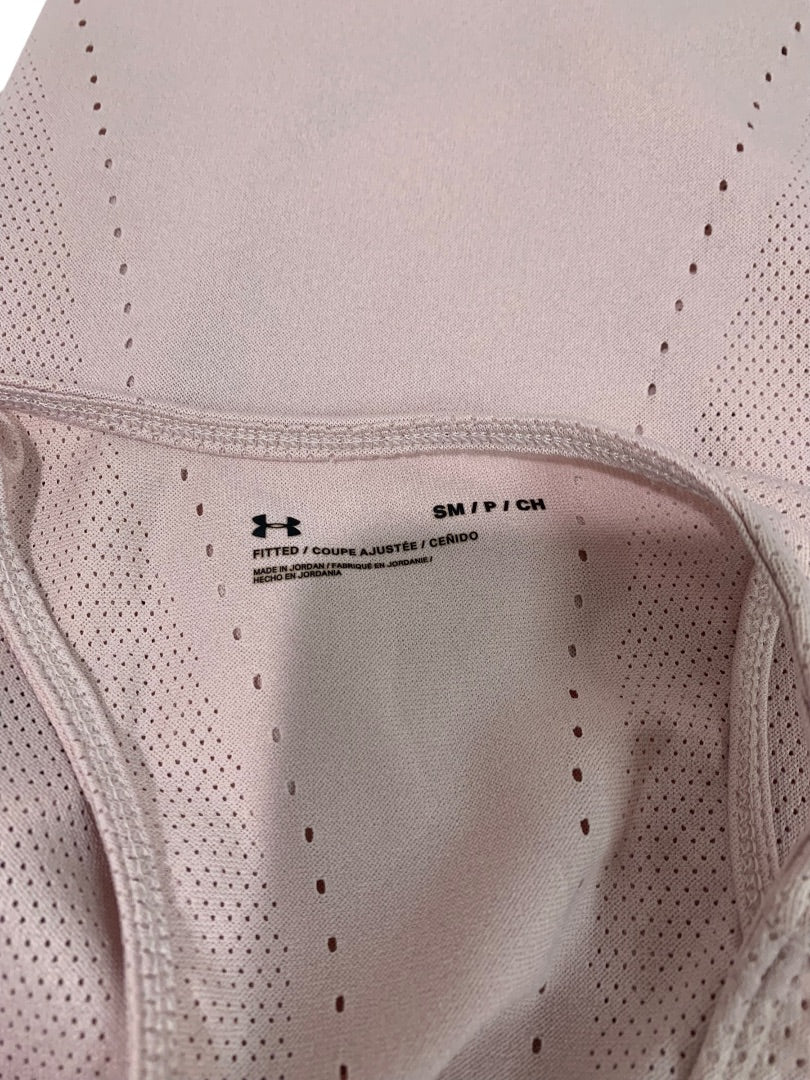 SM / P / CH
FITTED / COUPE AJUSTÉE / CEÑIDO
MADE IN JORDAN / FABRIQUÉ EN JORDANIE /
HECHO EN JORDANIA